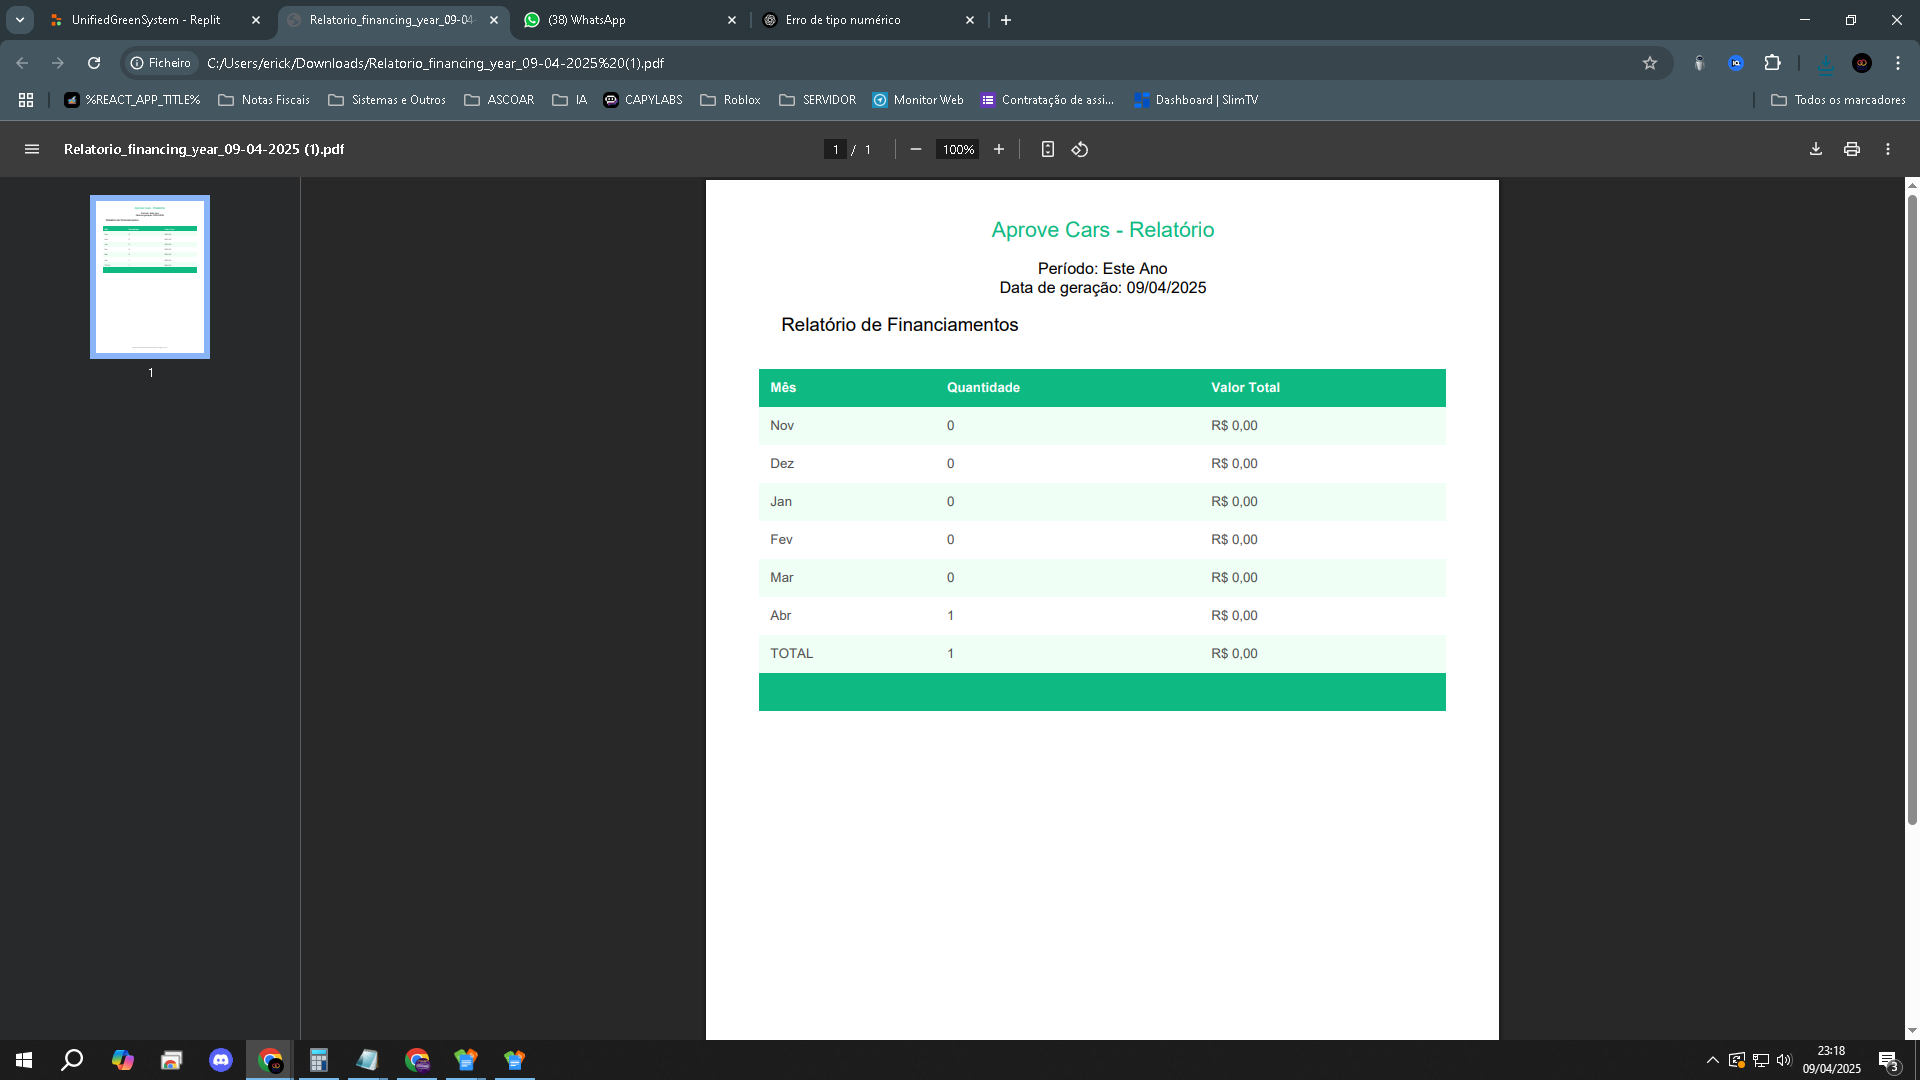 UnifiedGreenSystem - Replit
Relatorio_financing_year_09-04
(38) WhatsApp
Erro de tipo numérico
Ficheiro
C:/Users/erick/Downloads/Relatorio_financing_year_09-04-2025%20(1).pdf
%REACT_APP_TITLE%
Notas Fiscais
Sistemas e Outros
ASCOAR
IA
CAPYLABS
Roblox
SERVIDOR
Monitor Web
Contratação de assi...
Dashboard | SlimTV
Todos os marcadores
Relatorio_financing_year_09-04-2025 (1).pdf
1 / 1
100%
1
Aprove Cars - Relatório
Período: Este Ano
Data de geração: 09/04/2025
Relatório de Financiamentos
Mês Quantidade Valor Total
Nov 0 R$ 0,00
Dez 0 R$ 0,00
Jan 0 R$ 0,00
Fev 0 R$ 0,00
Mar 0 R$ 0,00
Abr 1 R$ 0,00
TOTAL 1 R$ 0,00
23:18
09/04/2025
3